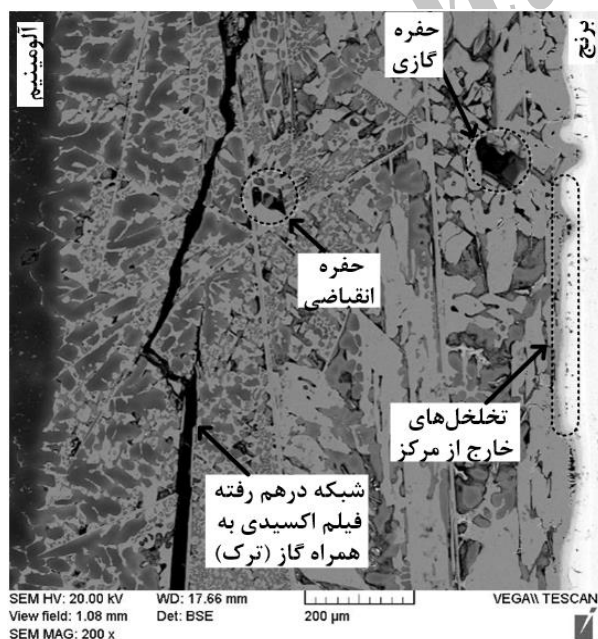 حفره
گازی
برنج
آلومینیم
حفره
انقباضی
تخلخل‌های
خارج از مرکز
شبکه درهم رفته
فیلم اکسیدی به
همراه گاز (ترک)
SEM HV: 20.00 kV WD: 17.66 mm VEGA\\ TESCAN
View field: 1.08 mm Det: BSE 200 µm
SEM MAG: 200 x